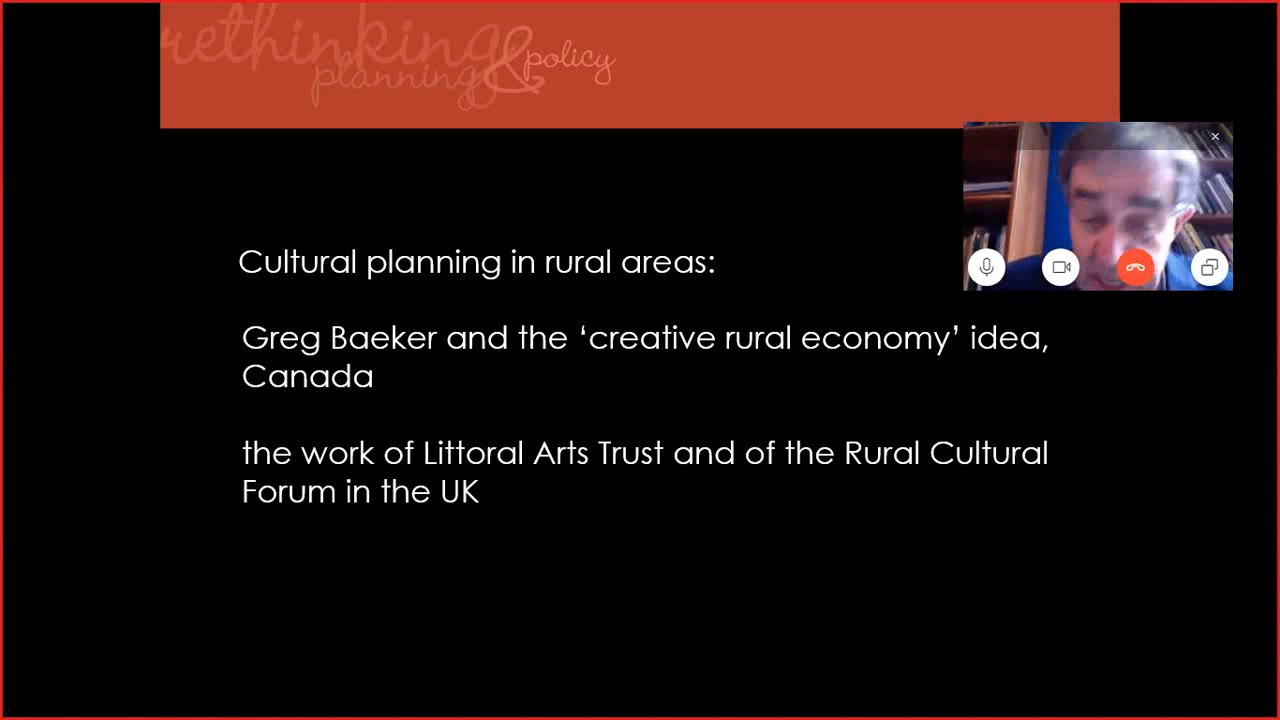 rethinking
planning & policy
Cultural planning in rural areas:
Greg Baeker and the ‘creative rural economy’ idea,
Canada
the work of Littoral Arts Trust and of the Rural Cultural
Forum in the UK